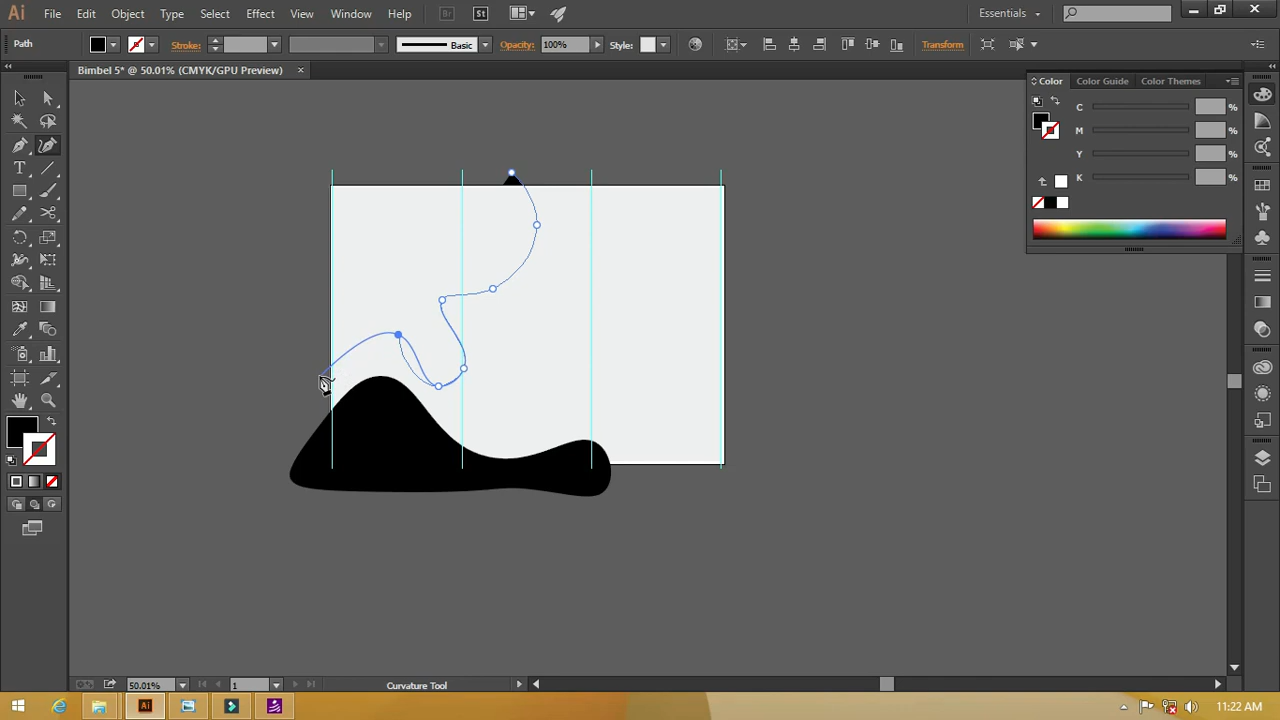 Ai File Edit Object Type Select Effect View Window Help Br St Essentials
Path Stroke: Basic Opacity: 100% Style: Transform
Bimbel 5* @ 50.01% (CMYK/GPU Preview) ×
Color Color Guide Color Themes
C %
M %
Y %
K %
50.01% 1 Curvature Tool
Ai 11:22 AM